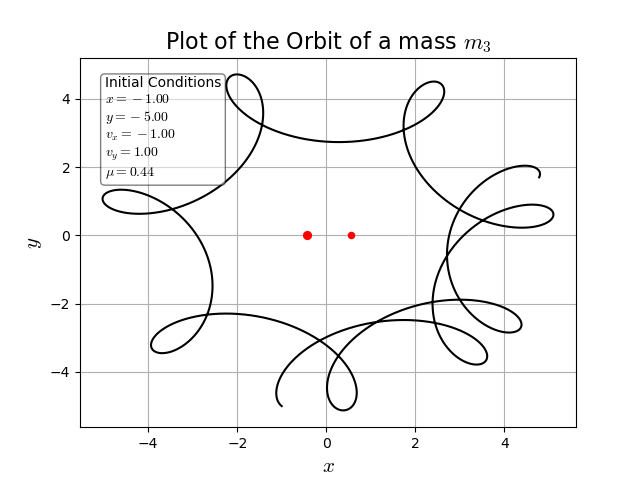 Plot of the Orbit of a mass m₃
Initial Conditions
x = −1.00
y = −5.00
vₓ = −1.00
v_y = 1.00
μ = 0.44
4
2
0
−2
−4
y
−4
−2
0
2
4
x